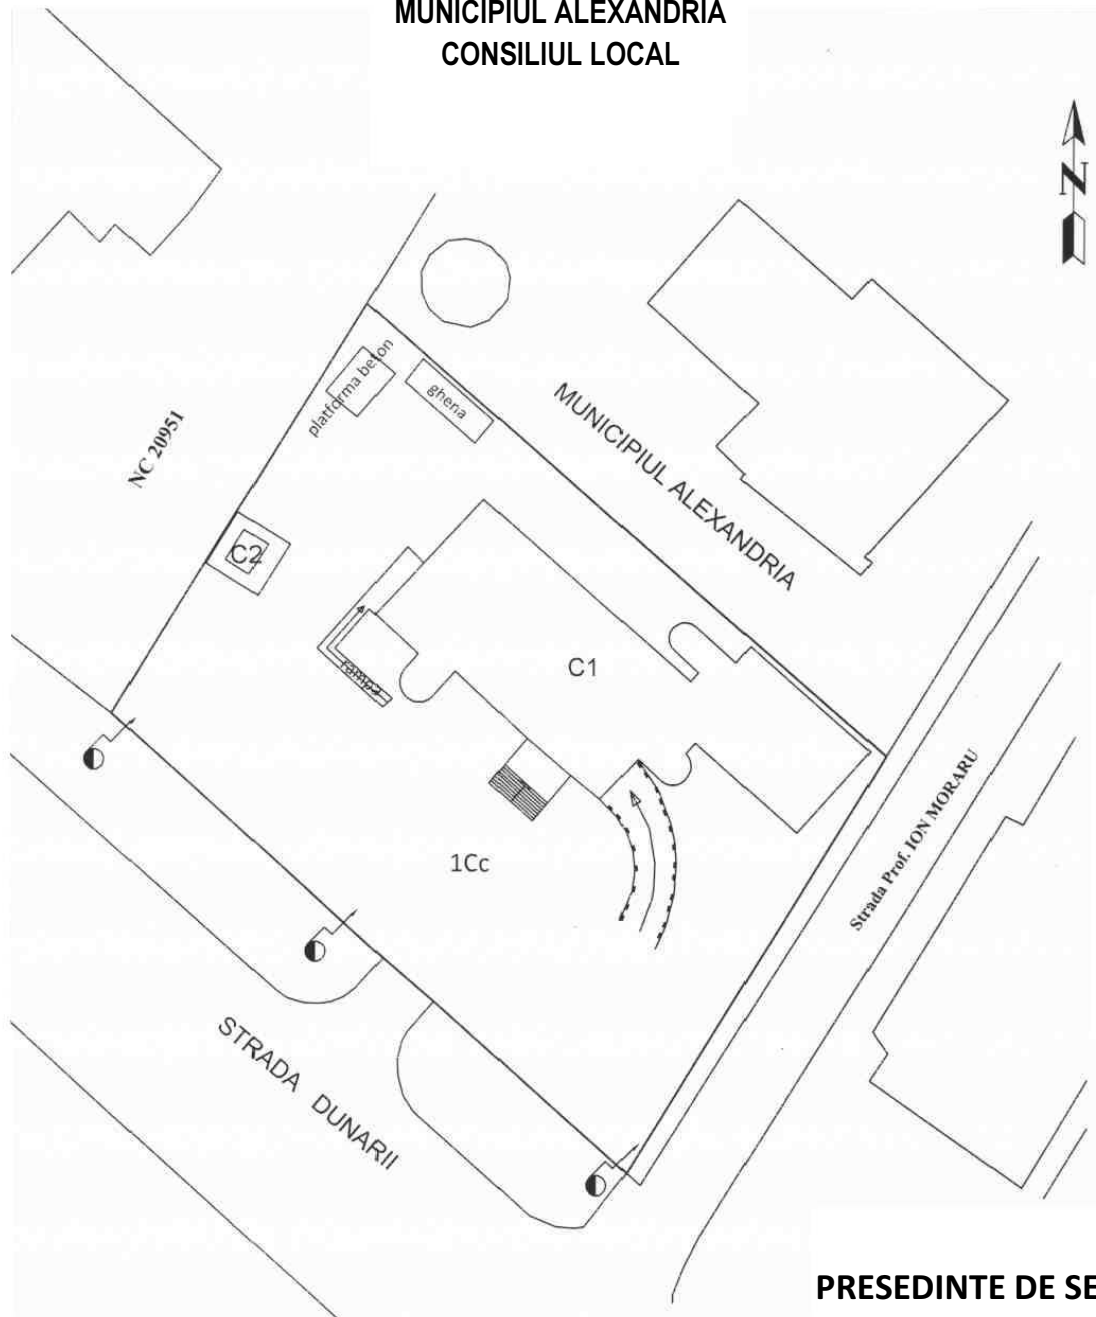 MUNICIPIUL ALEXANDRIA
CONSILIUL LOCAL
N
platforma beton
ghena
NC 20951
MUNICIPIUL ALEXANDRIA
C2
rampa
C1
1Cc
Strada Prof. ION MORARU
STRADA DUNARII
PRESEDINTE DE SE